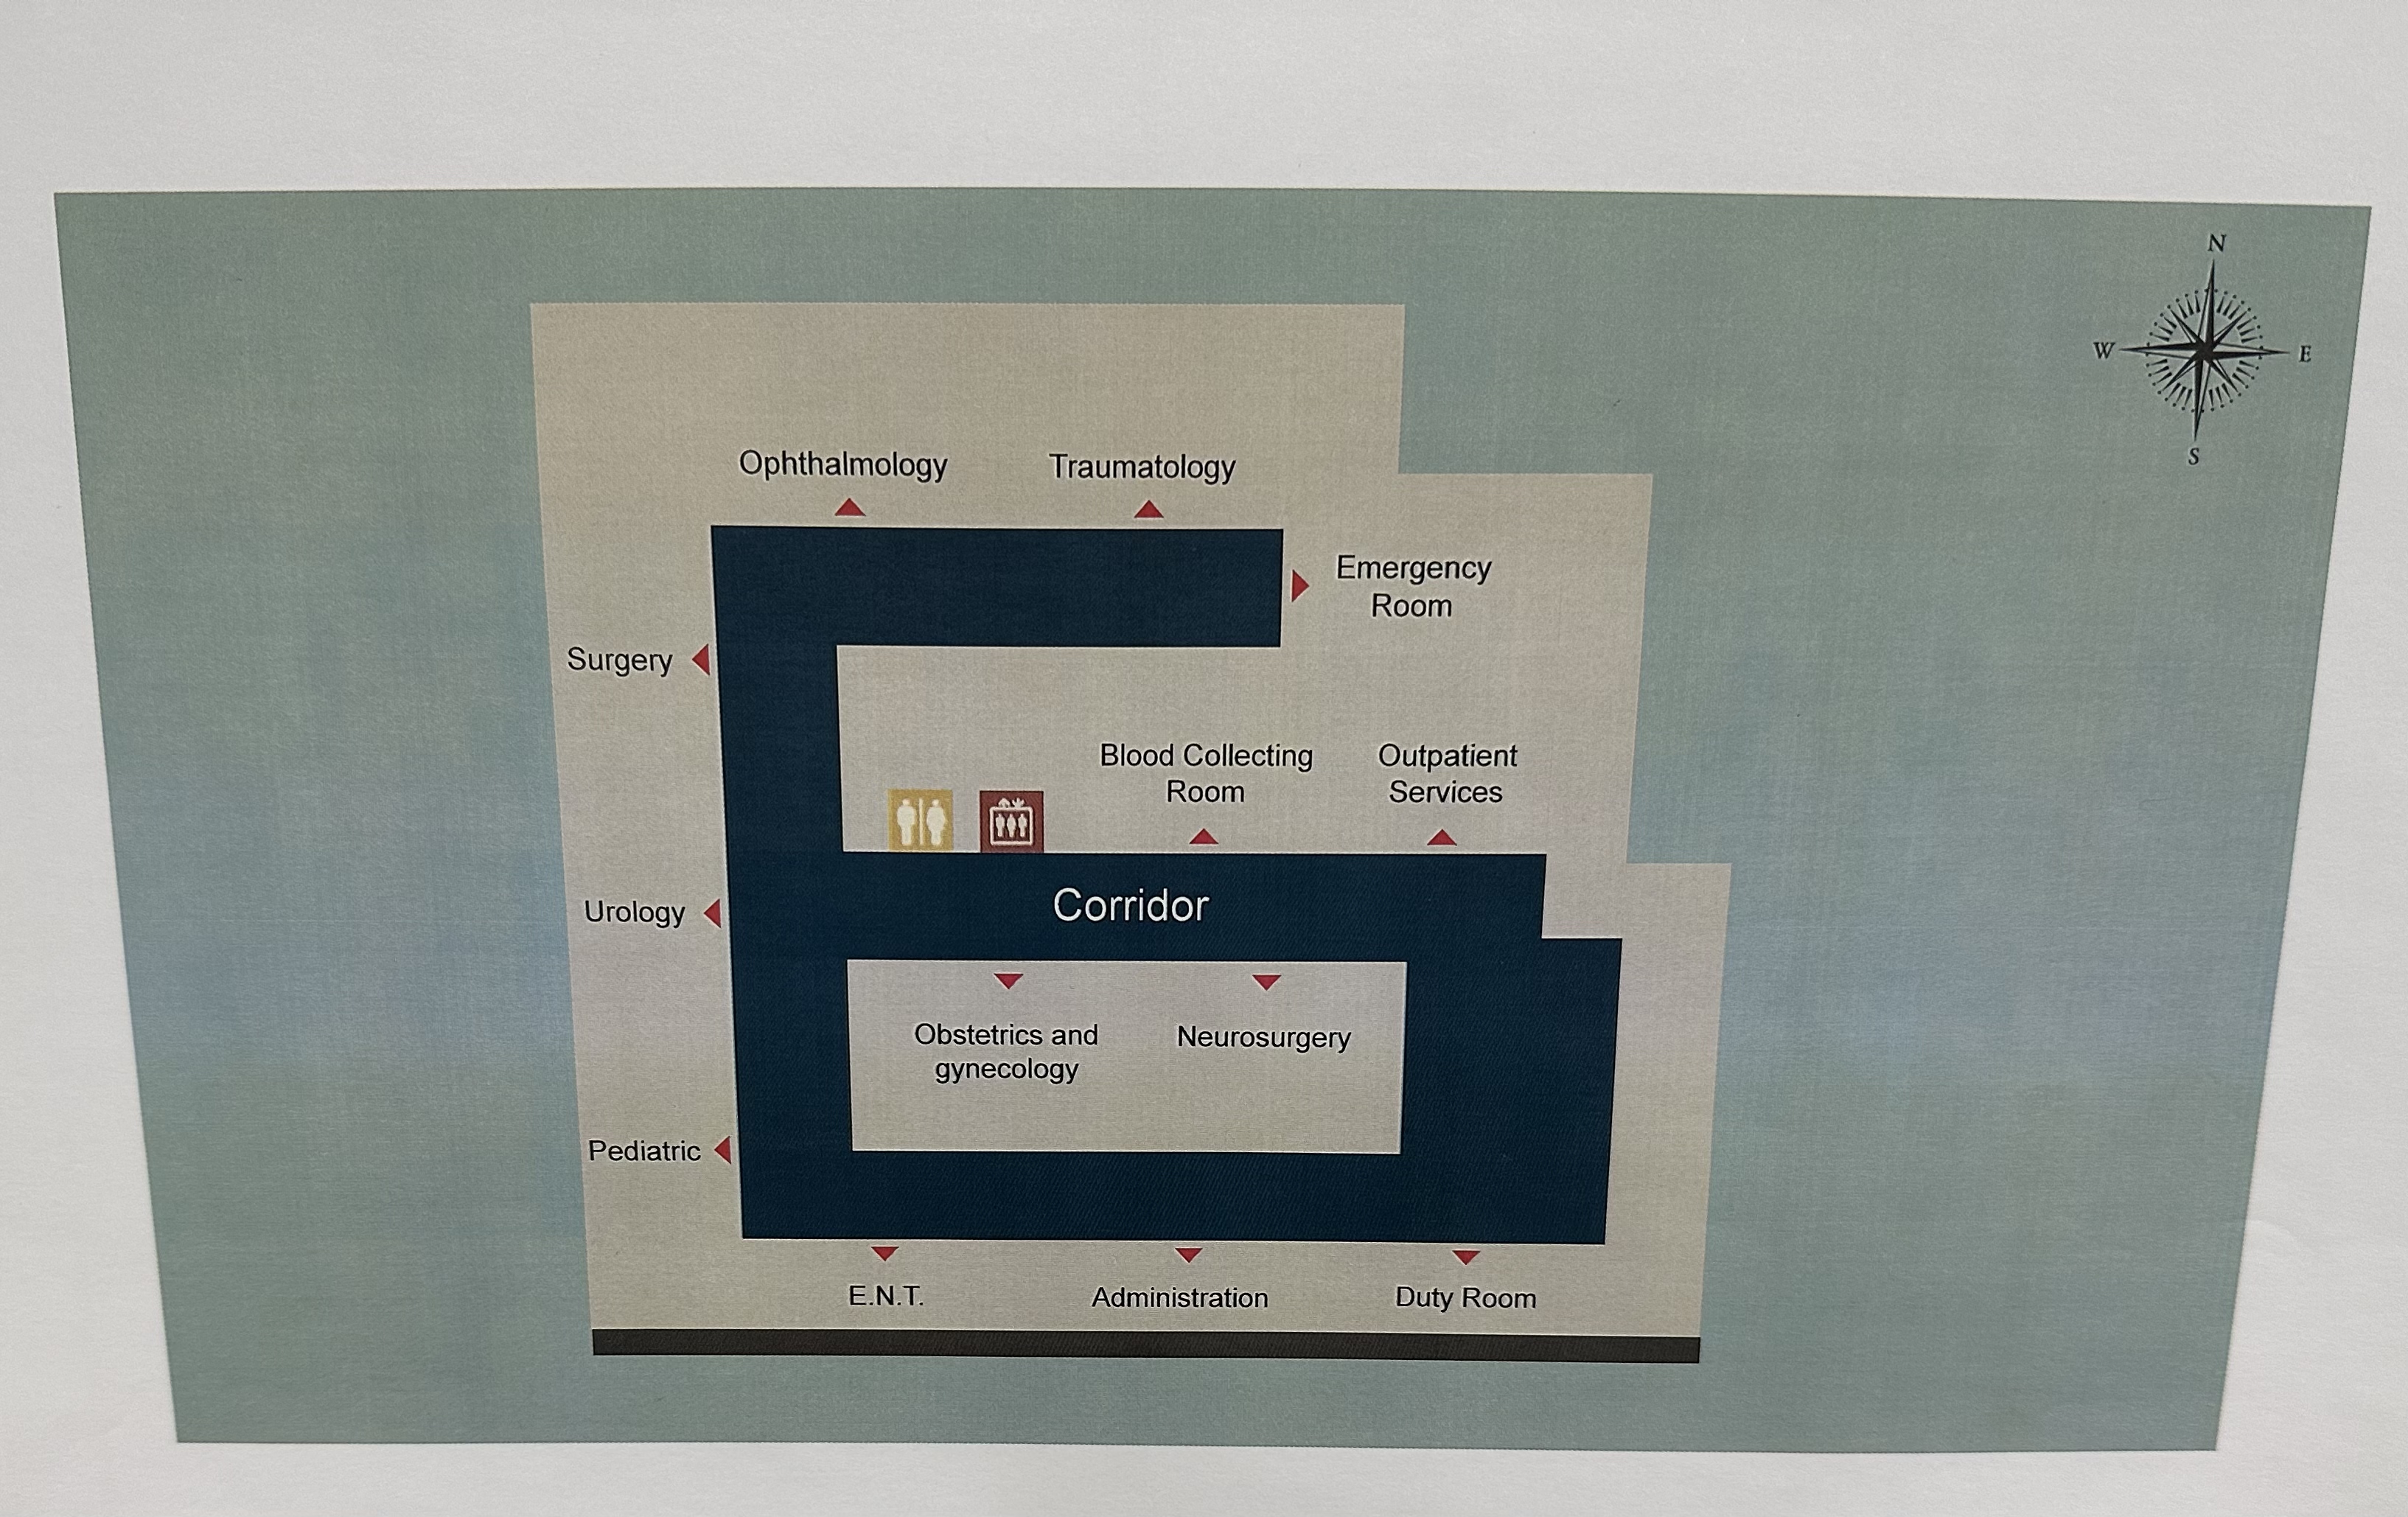 N
W
E
S
Ophthalmology
Traumatology
Emergency
Room
Surgery
Blood Collecting
Room
Outpatient
Services
Corridor
Urology
Obstetrics and
gynecology
Neurosurgery
Pediatric
E.N.T.
Administration
Duty Room